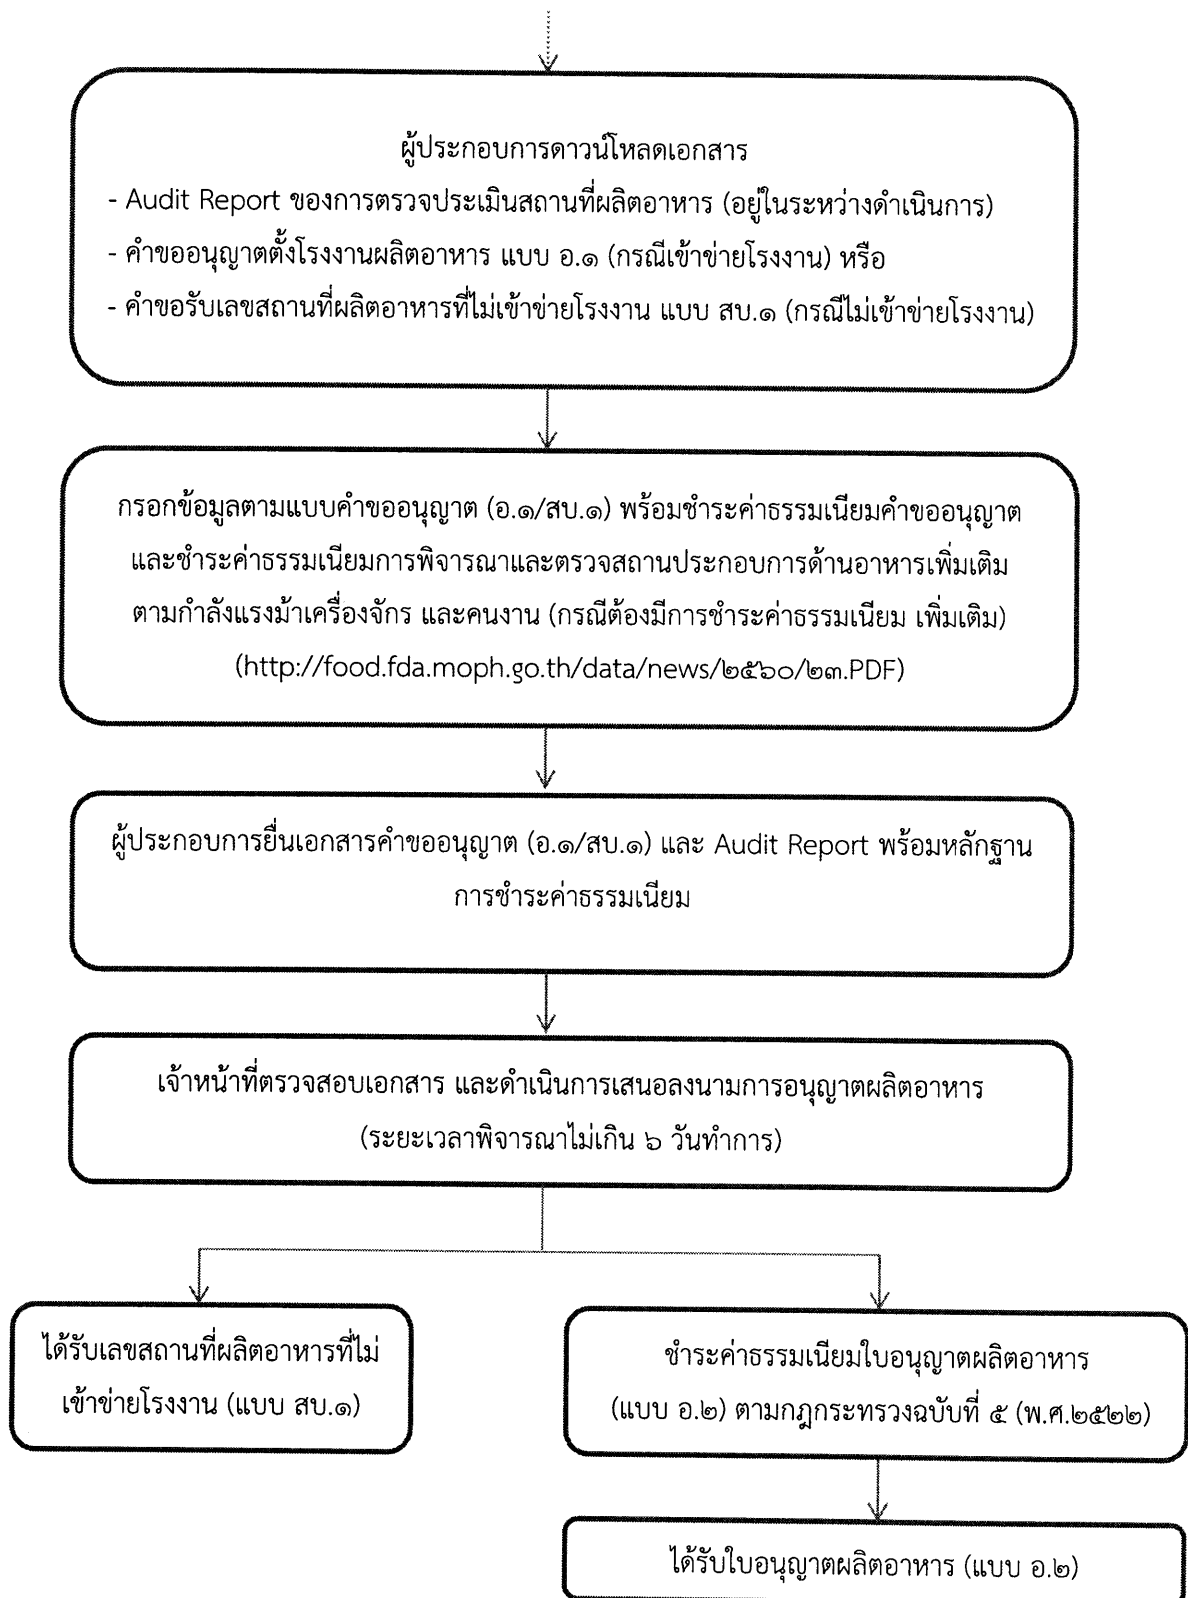 ผู้ประกอบการดาวน์โหลดเอกสาร
- Audit Report ของการตรวจประเมินสถานที่ผลิตอาหาร (อยู่ในระหว่างดำเนินการ)
- คำขออนุญาตตั้งโรงงานผลิตอาหาร แบบ อ.๑ (กรณีเข้าข่ายโรงงาน) หรือ
- คำขอรับเลขสถานที่ผลิตอาหารที่ไม่เข้าข่ายโรงงาน แบบ สบ.๑ (กรณีไม่เข้าข่ายโรงงาน)
กรอกข้อมูลตามแบบคำขออนุญาต (อ.๑/สบ.๑) พร้อมชำระค่าธรรมเนียมคำขออนุญาต
และชำระค่าธรรมเนียมการพิจารณาและตรวจสถานประกอบการด้านอาหารเพิ่มเติม
ตามกำลังแรงม้าเครื่องจักร และคนงาน (กรณีต้องมีการชำระค่าธรรมเนียม เพิ่มเติม)
(http://food.fda.moph.go.th/data/news/๒๕๖๐/๒๓.PDF)
ผู้ประกอบการยื่นเอกสารคำขออนุญาต (อ.๑/สบ.๑) และ Audit Report พร้อมหลักฐาน
การชำระค่าธรรมเนียม
เจ้าหน้าที่ตรวจสอบเอกสาร และดำเนินการเสนอลงนามการอนุญาตผลิตอาหาร
(ระยะเวลาพิจารณาไม่เกิน ๖ วันทำการ)
ได้รับเลขสถานที่ผลิตอาหารที่ไม่
เข้าข่ายโรงงาน (แบบ สบ.๑)
ชำระค่าธรรมเนียมใบอนุญาตผลิตอาหาร
(แบบ อ.๒) ตามกฎกระทรวงฉบับที่ ๕ (พ.ศ.๒๕๒๒)
ได้รับใบอนุญาตผลิตอาหาร (แบบ อ.๒)